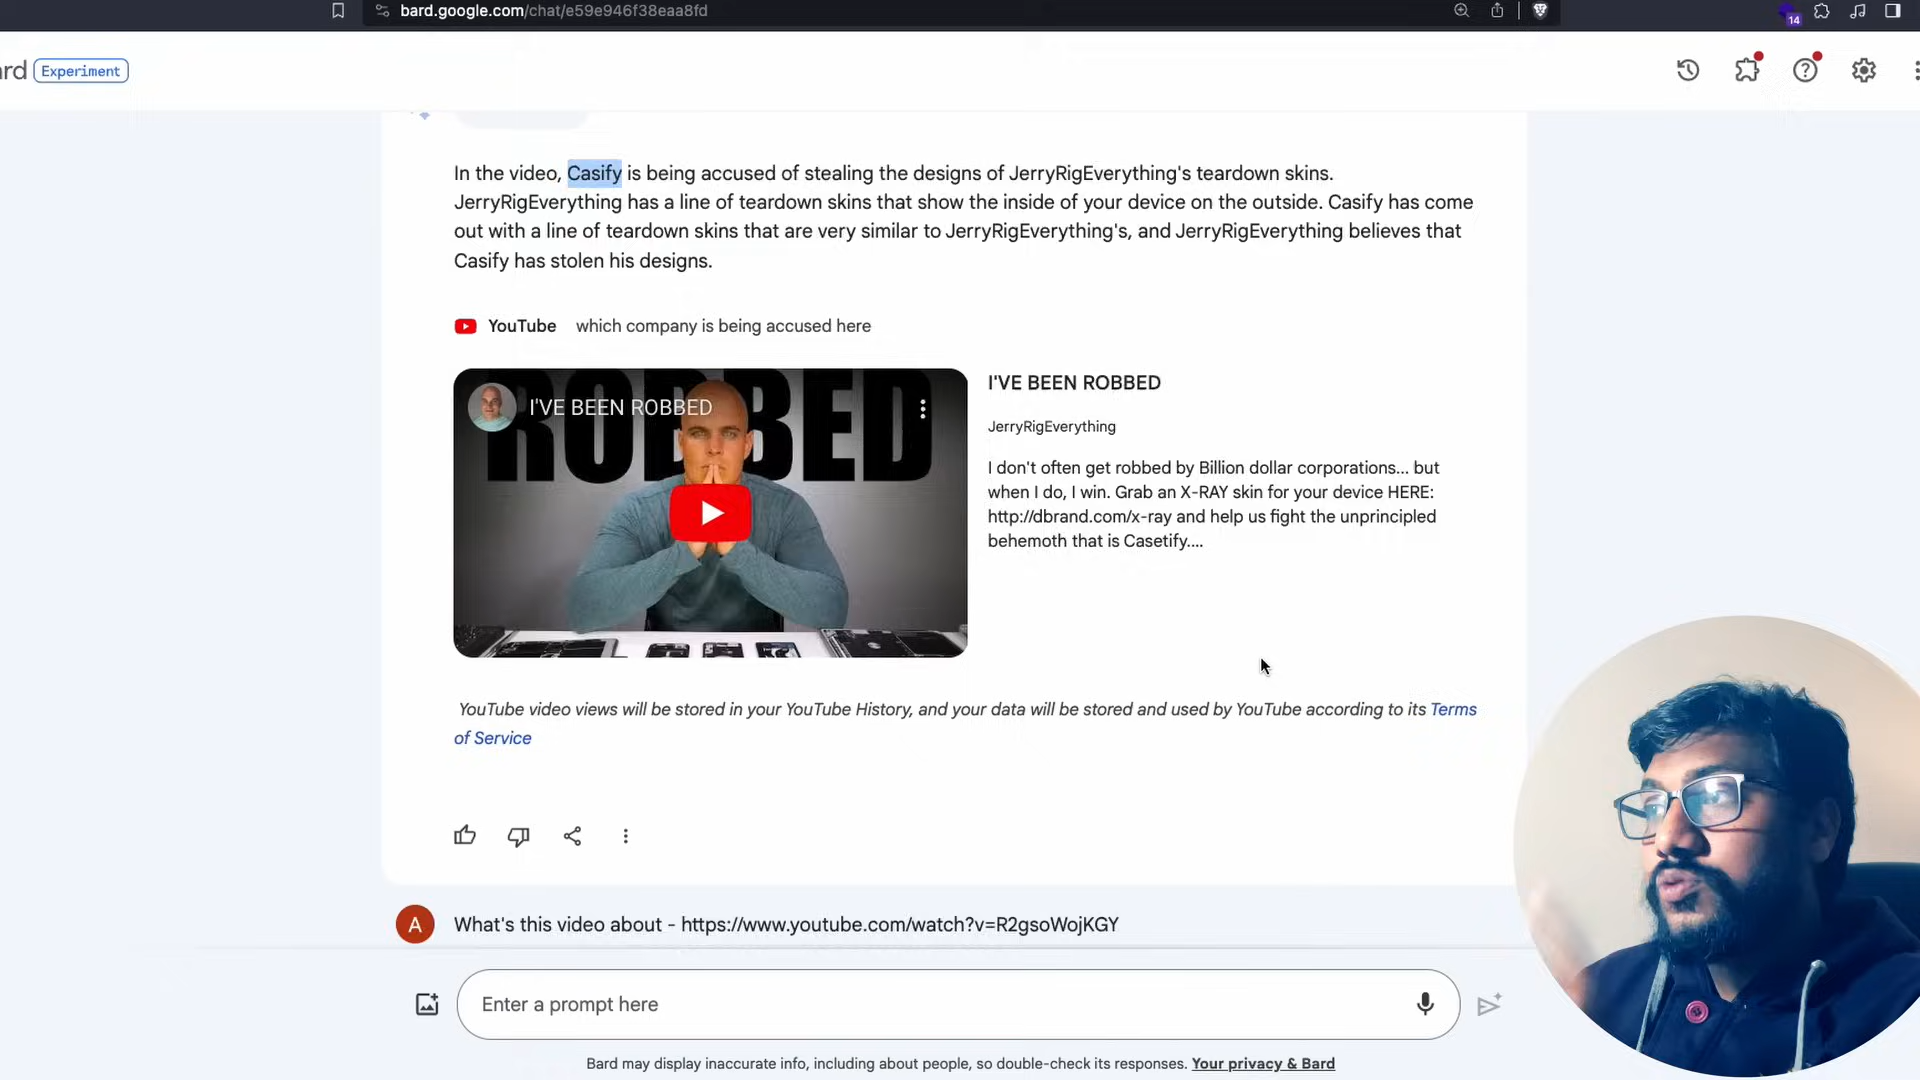 bard.google.com/chat/e59e946f38eaa8fd
14
ard Experiment
In the video, Casify is being accused of stealing the designs of JerryRigEverything's teardown skins.
JerryRigEverything has a line of teardown skins that show the inside of your device on the outside. Casify has come
out with a line of teardown skins that are very similar to JerryRigEverything's, and JerryRigEverything believes that
Casify has stolen his designs.
YouTube which company is being accused here
ROBBED
I'VE BEEN ROBBED
I'VE BEEN ROBBED
JerryRigEverything
I don't often get robbed by Billion dollar corporations... but
when I do, I win. Grab an X-RAY skin for your device HERE:
http://dbrand.com/x-ray and help us fight the unprincipled
behemoth that is Casetify....
YouTube video views will be stored in your YouTube History, and your data will be stored and used by YouTube according to its Terms
of Service
A What's this video about - https://www.youtube.com/watch?v=R2gsoWojKGY
Enter a prompt here
Bard may display inaccurate info, including about people, so double-check its responses. Your privacy & Bard